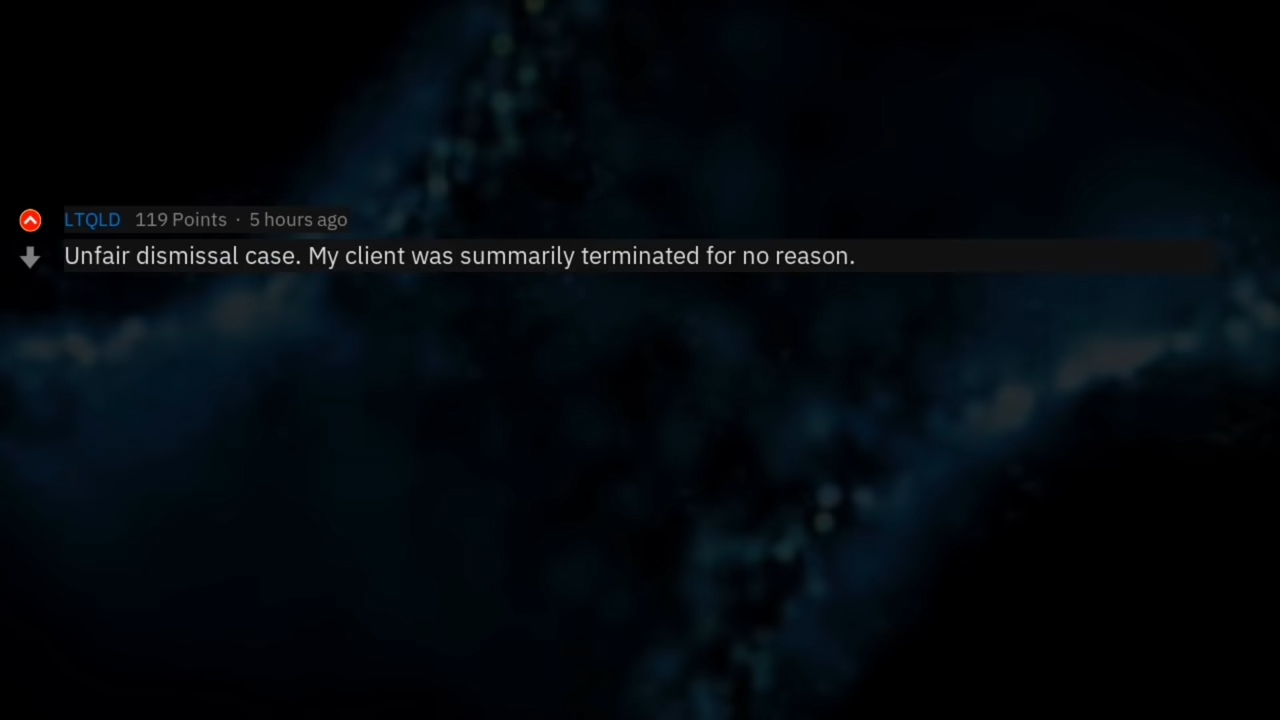 LTQLD 119 Points · 5 hours ago
Unfair dismissal case. My client was summarily terminated for no reason.